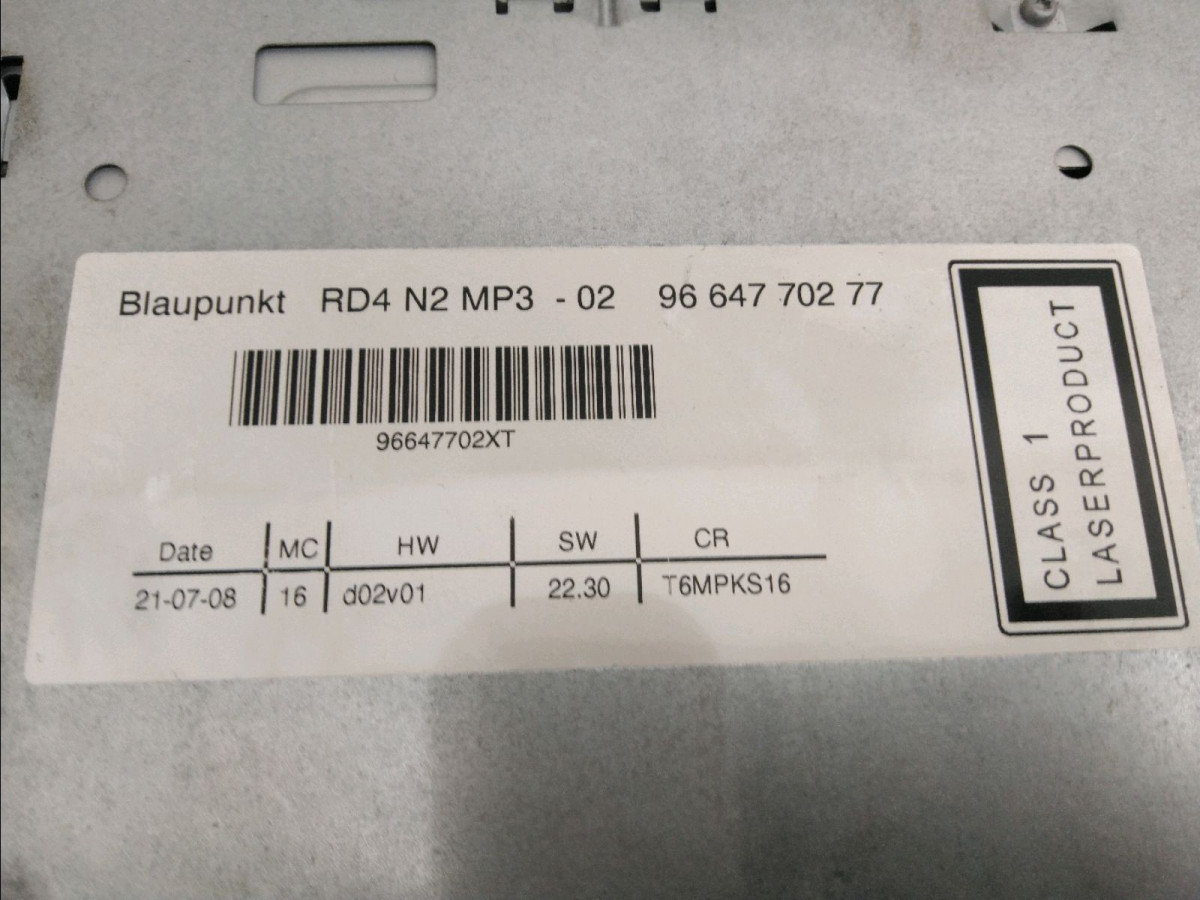 Blaupunkt RD4 N2 MP3 - 02 96 647 702 77
96647702XT
Date MC HW SW CR
21-07-08 16 d02v01 22.30 T6MPKS16
CLASS 1
LASERPRODUCT